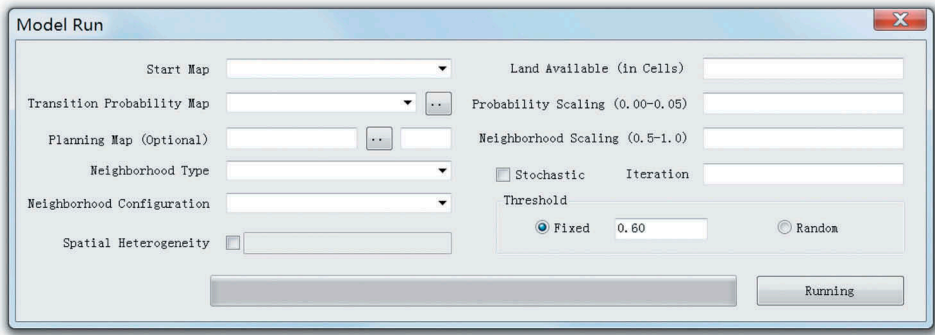 Model Run
Start Map
Transition Probability Map
..
Planning Map (Optional)
..
Neighborhood Type
Neighborhood Configuration
Spatial Heterogeneity
Land Available (in Cells)
Probability Scaling (0.00-0.05)
Neighborhood Scaling (0.5-1.0)
Stochastic Iteration
Threshold
Fixed 0.60 Random
Running